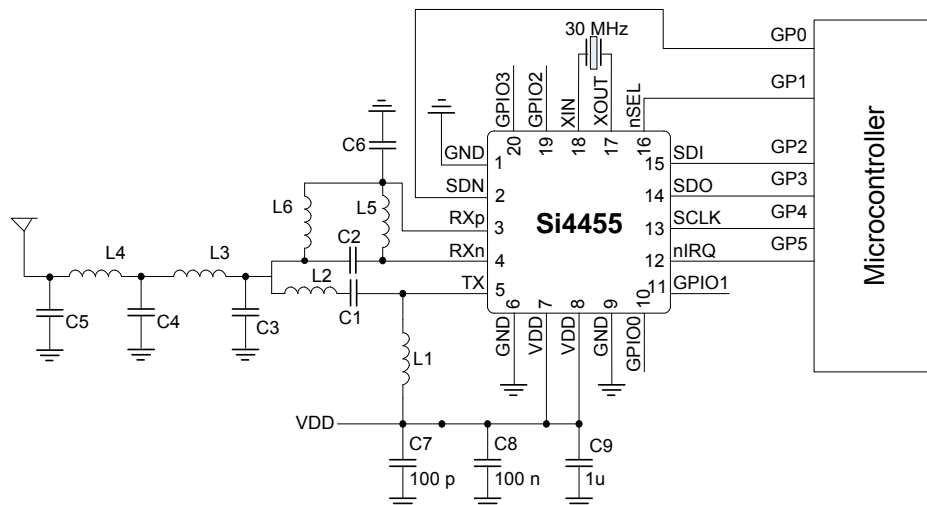 30 MHz
GP0
GP1
GPIO3
GPIO2
XIN
XOUT
nSEL
20
19
18
17
16
C6
GND
1
SDN
2
RXp
3
RXn
4
TX
5
Si4455
15
SDI
GP2
14
SDO
GP3
13
SCLK
GP4
12
nIRQ
GP5
11
GPIO1
Microcontroller
L6
L5
C2
L4
L3
L2
C1
C5
C4
C3
L1
6
7
8
9
10
GND
VDD
VDD
GND
GPIO0
VDD
C7
100 p
C8
100 n
C9
1u